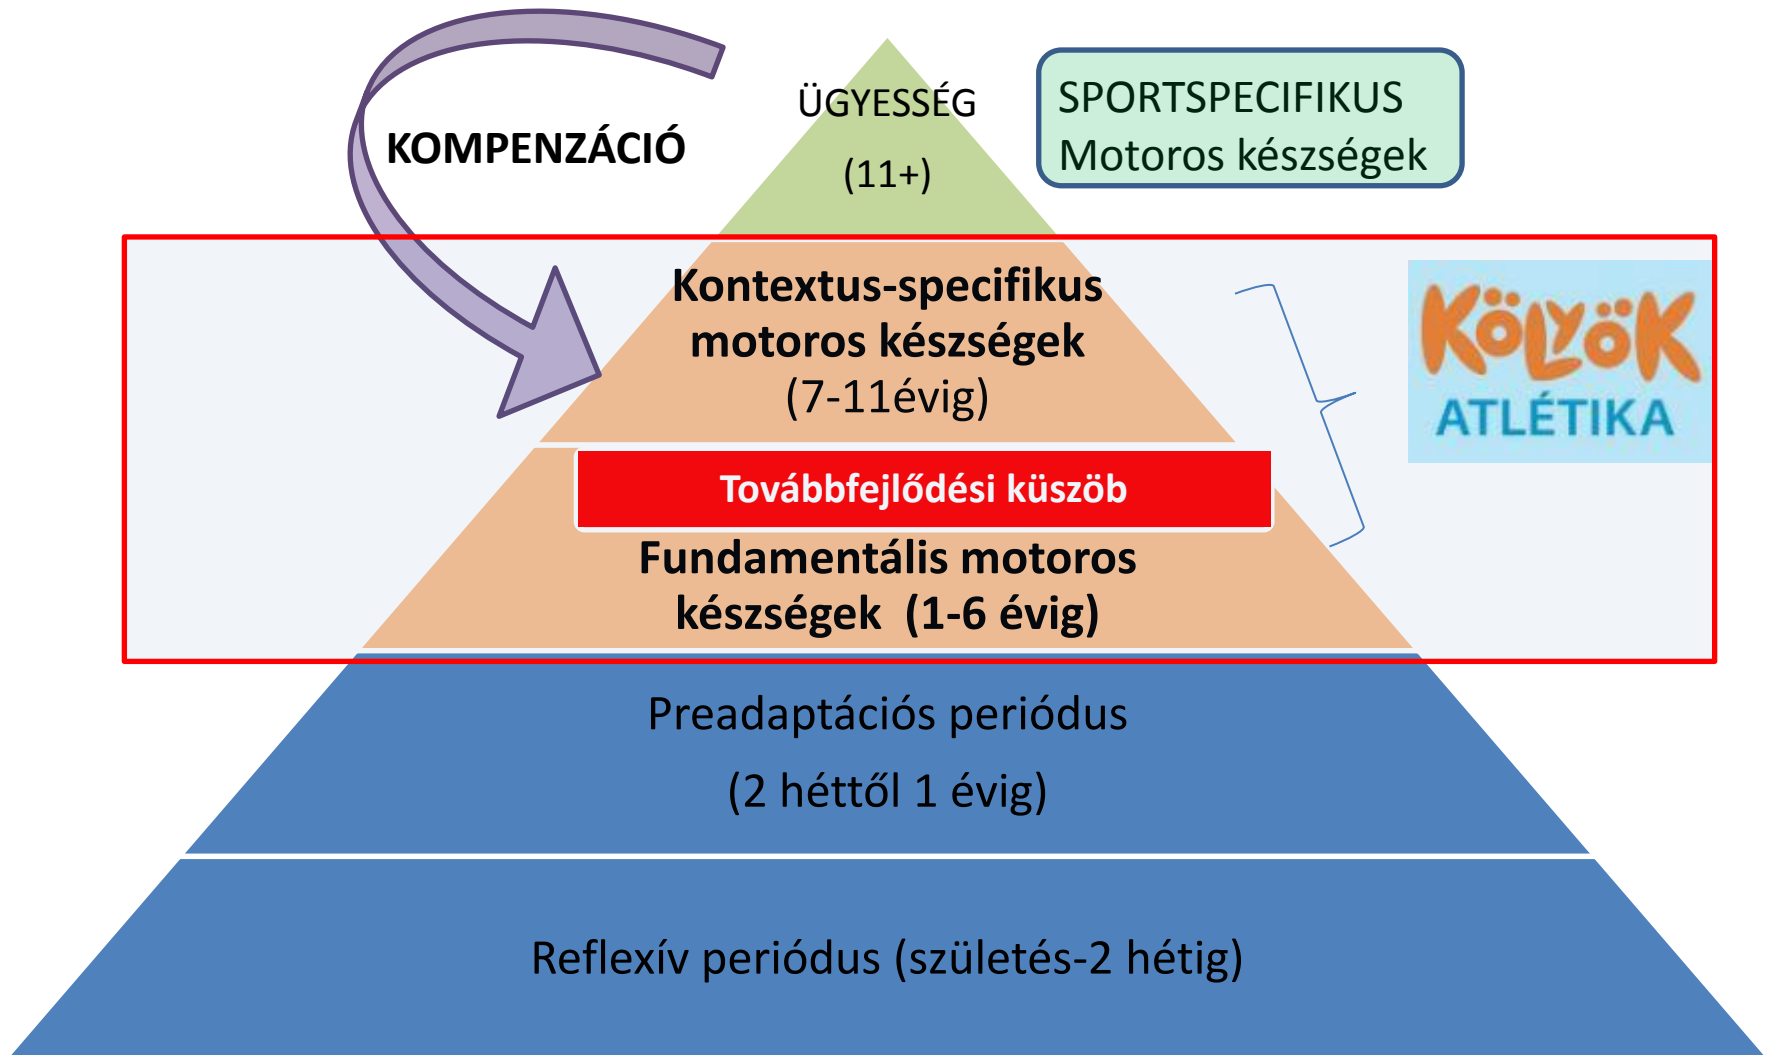 ÜGYESSÉG
(11+)
SPORTSPECIFIKUS
Motoros készségek
KOMPENZÁCIÓ
Kontextus-specifikus
motoros készségek
(7-11évig)
KÖLYÖK
ATLÉTIKA
Továbbfejlődési küszöb
Fundamentális motoros
készségek (1-6 évig)
Preadaptációs periódus
(2 héttől 1 évig)
Reflexív periódus (születés-2 hétig)